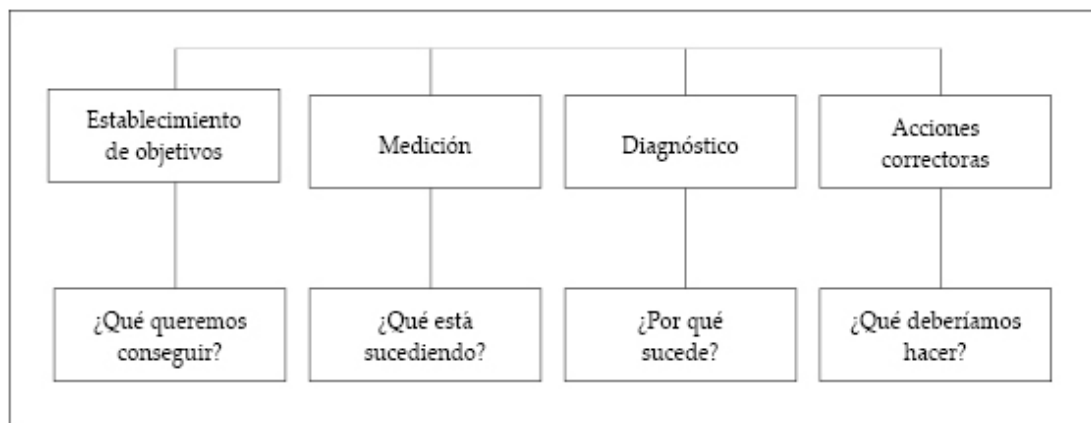 Establecimiento
de objetivos
Medición
Diagnóstico
Acciones
correctoras
¿Qué queremos
conseguir?
¿Qué está
sucediendo?
¿Por qué
sucede?
¿Qué deberíamos
hacer?